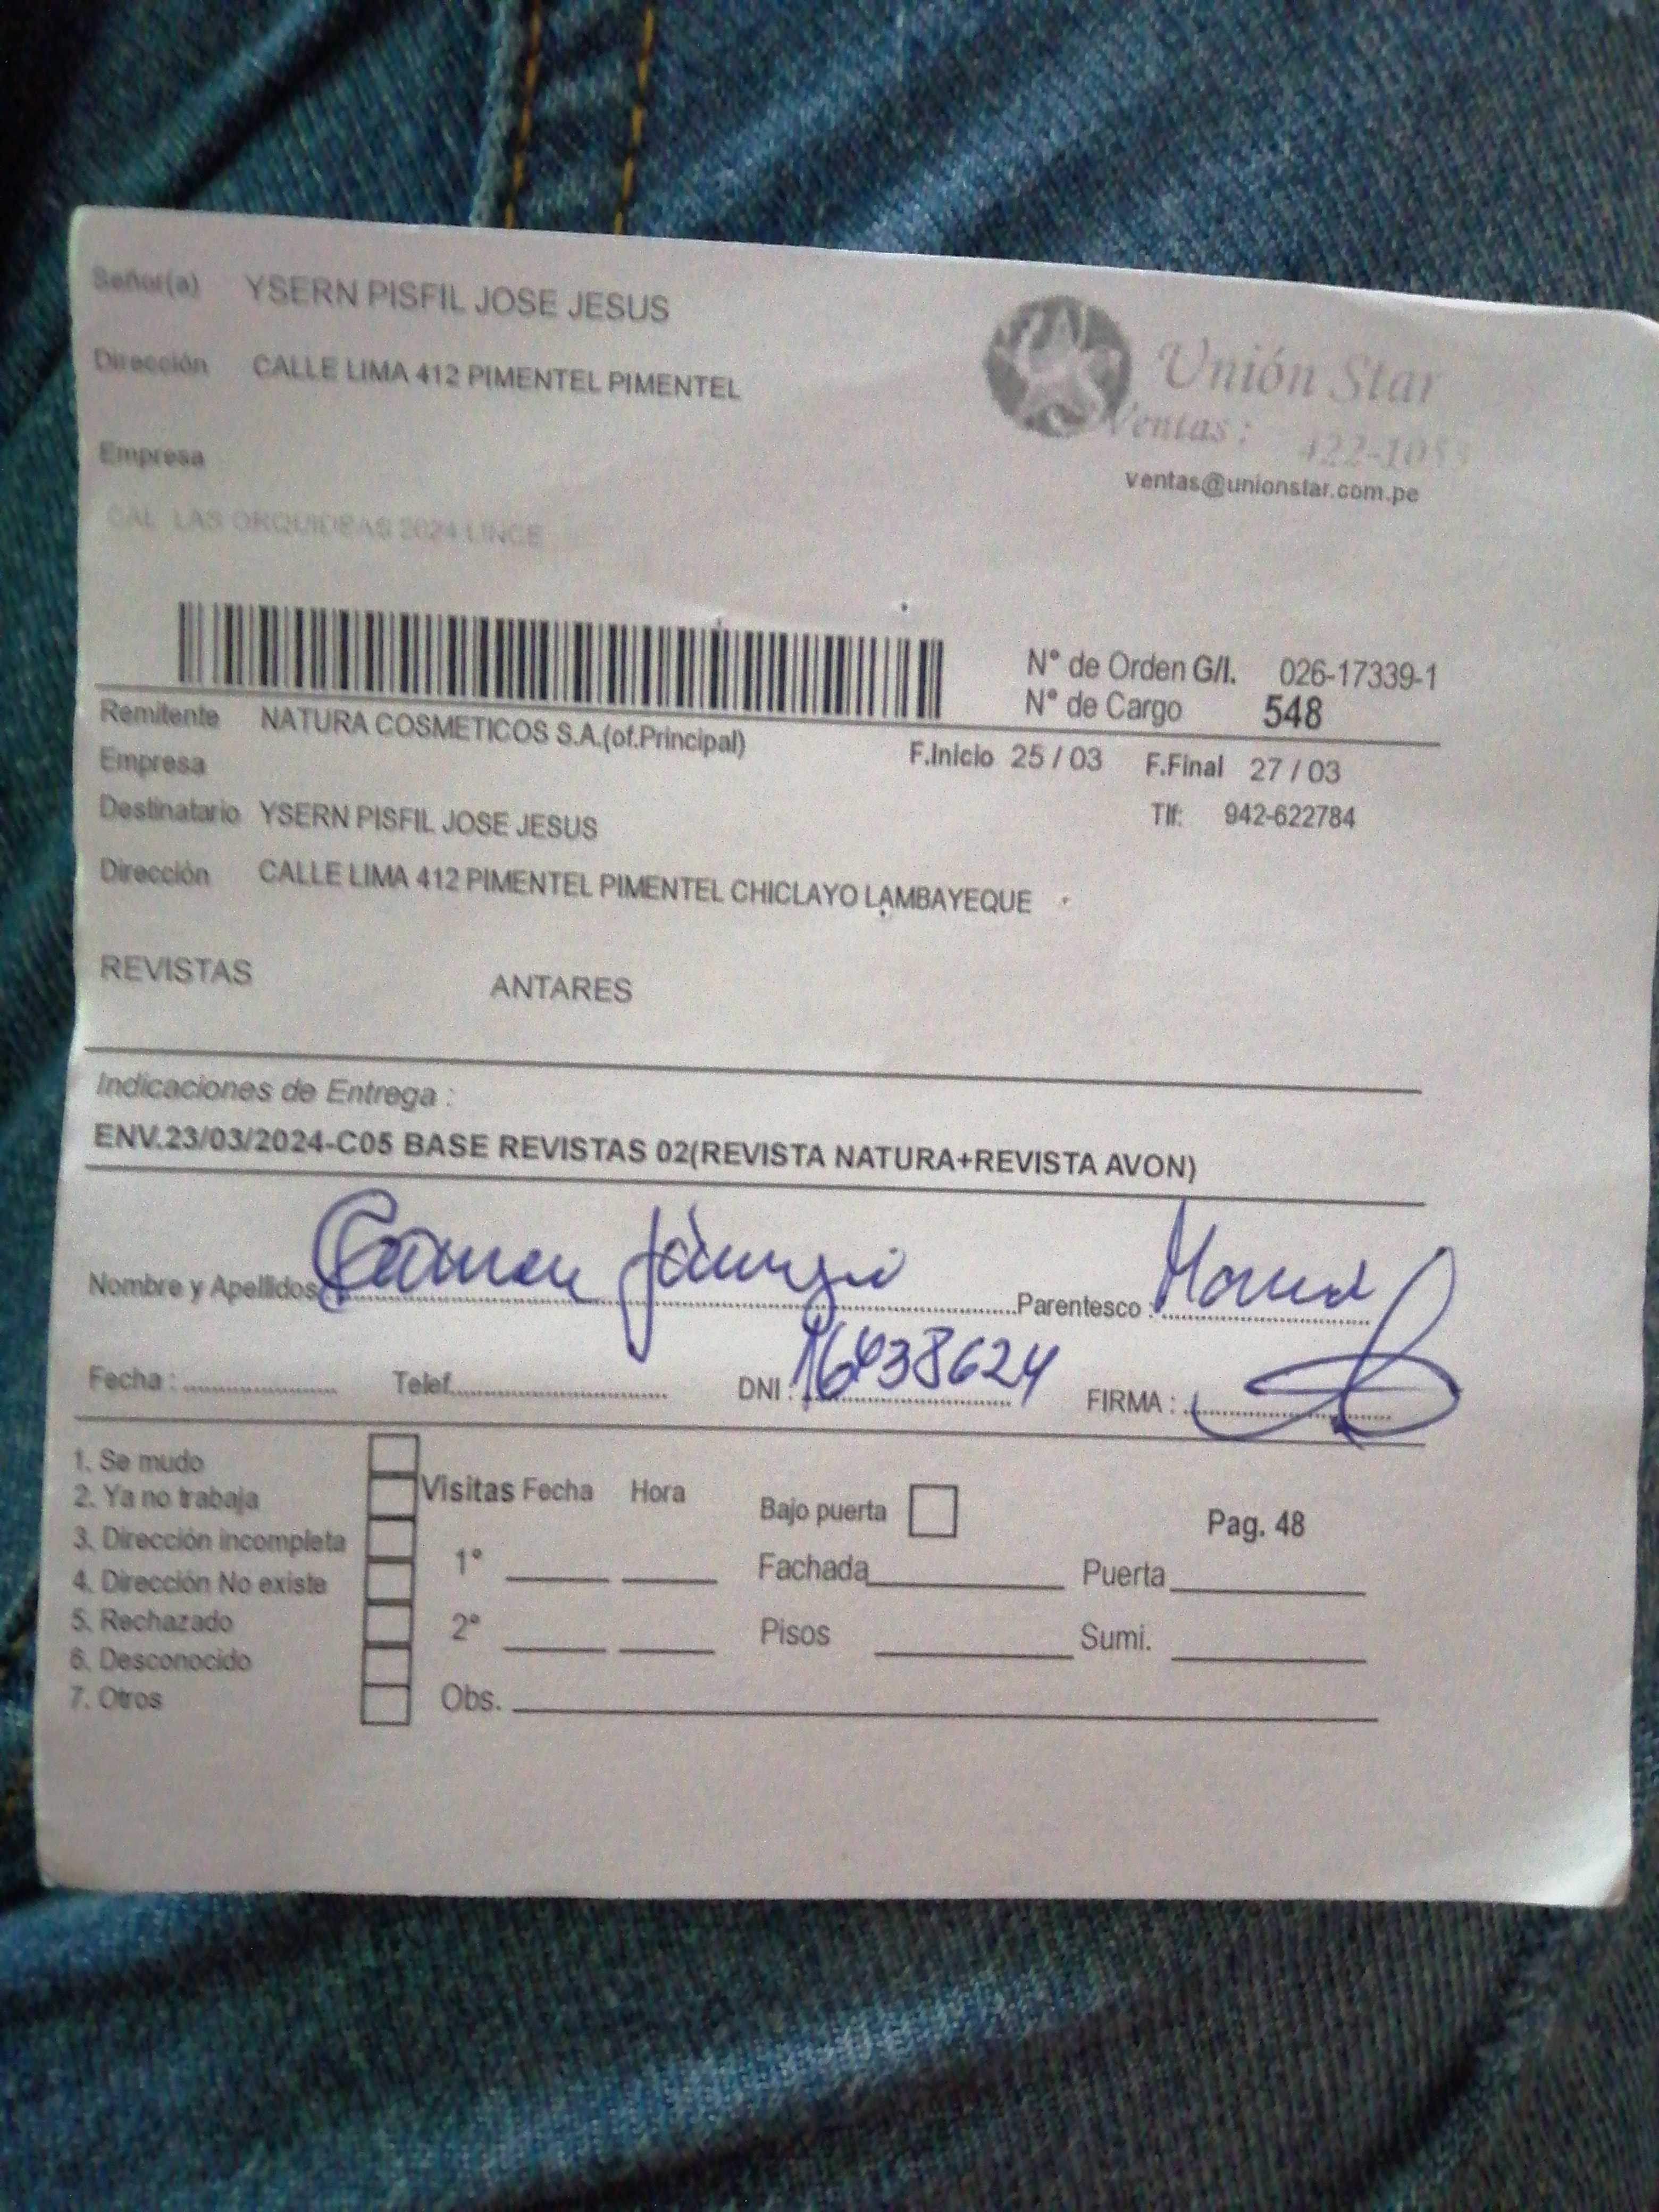 Señor(a) YSERN PISFIL JOSE JESUS
Dirección CALLE LIMA 412 PIMENTEL PIMENTEL
Unión Star
Ventas : 422-1053
ventas@unionstar.com.pe
Empresa
CAL LAS ORQUIDEAS 2624 LINCE
N° de Orden G/I. 026-17339-1
N° de Cargo 548
Remitente NATURA COSMETICOS S.A.(of.Principal)
F.Inicio 25 / 03 F.Final 27 / 03
Empresa
Destinatario YSERN PISFIL JOSE JESUS
Tlf: 942-622784
Dirección CALLE LIMA 412 PIMENTEL PIMENTEL CHICLAYO LAMBAYEQUE
REVISTAS ANTARES
Indicaciones de Entrega :
ENV.23/03/2024-C05 BASE REVISTAS 02(REVISTA NATURA+REVISTA AVON)
Nombre y Apellidos Carmen Parentesco :
Fecha : Telef. DNI : FIRMA :
1. Se mudo
2. Ya no trabaja
3. Dirección incompleta
4. Dirección No existe
5. Rechazado
6. Desconocido
7. Otros
Visitas Fecha Hora
1°
2°
Obs.
Bajo puerta
Pag. 48
Fachada Puerta
Pisos Sumi.